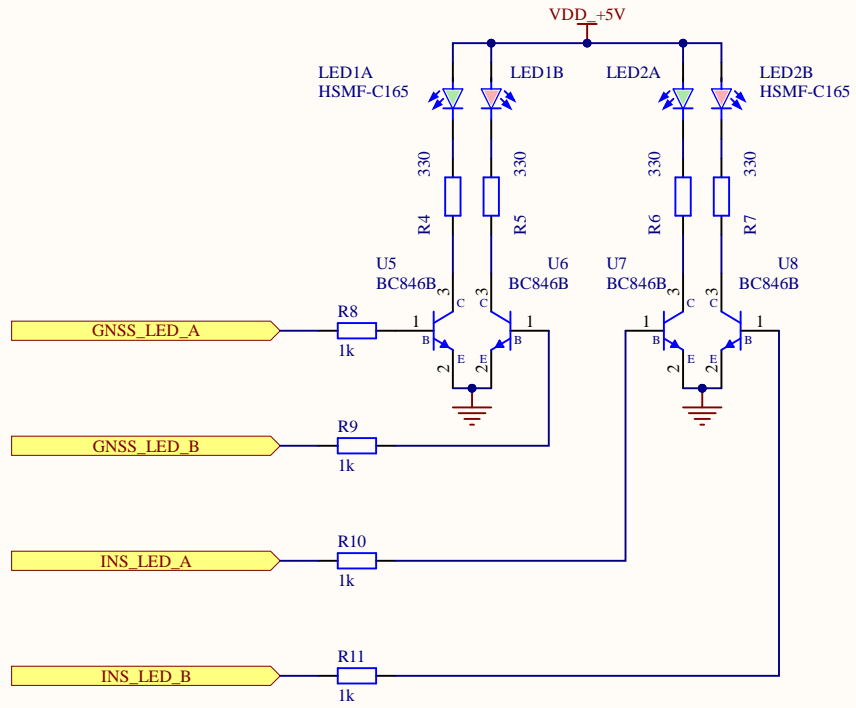 VDD_+5V
LED1A
HSMF-C165
LED1B
LED2A
LED2B
HSMF-C165
330
330
330
330
R4
R5
R6
R7
U5
BC846B
U6
BC846B
U7
BC846B
U8
BC846B
3
C
3
C
3
C
3
C
GNSS_LED_A
R8
1k
1
B
1
B
1
B
1
B
2
E
2
E
2
E
2
E
GNSS_LED_B
R9
1k
INS_LED_A
R10
1k
INS_LED_B
R11
1k